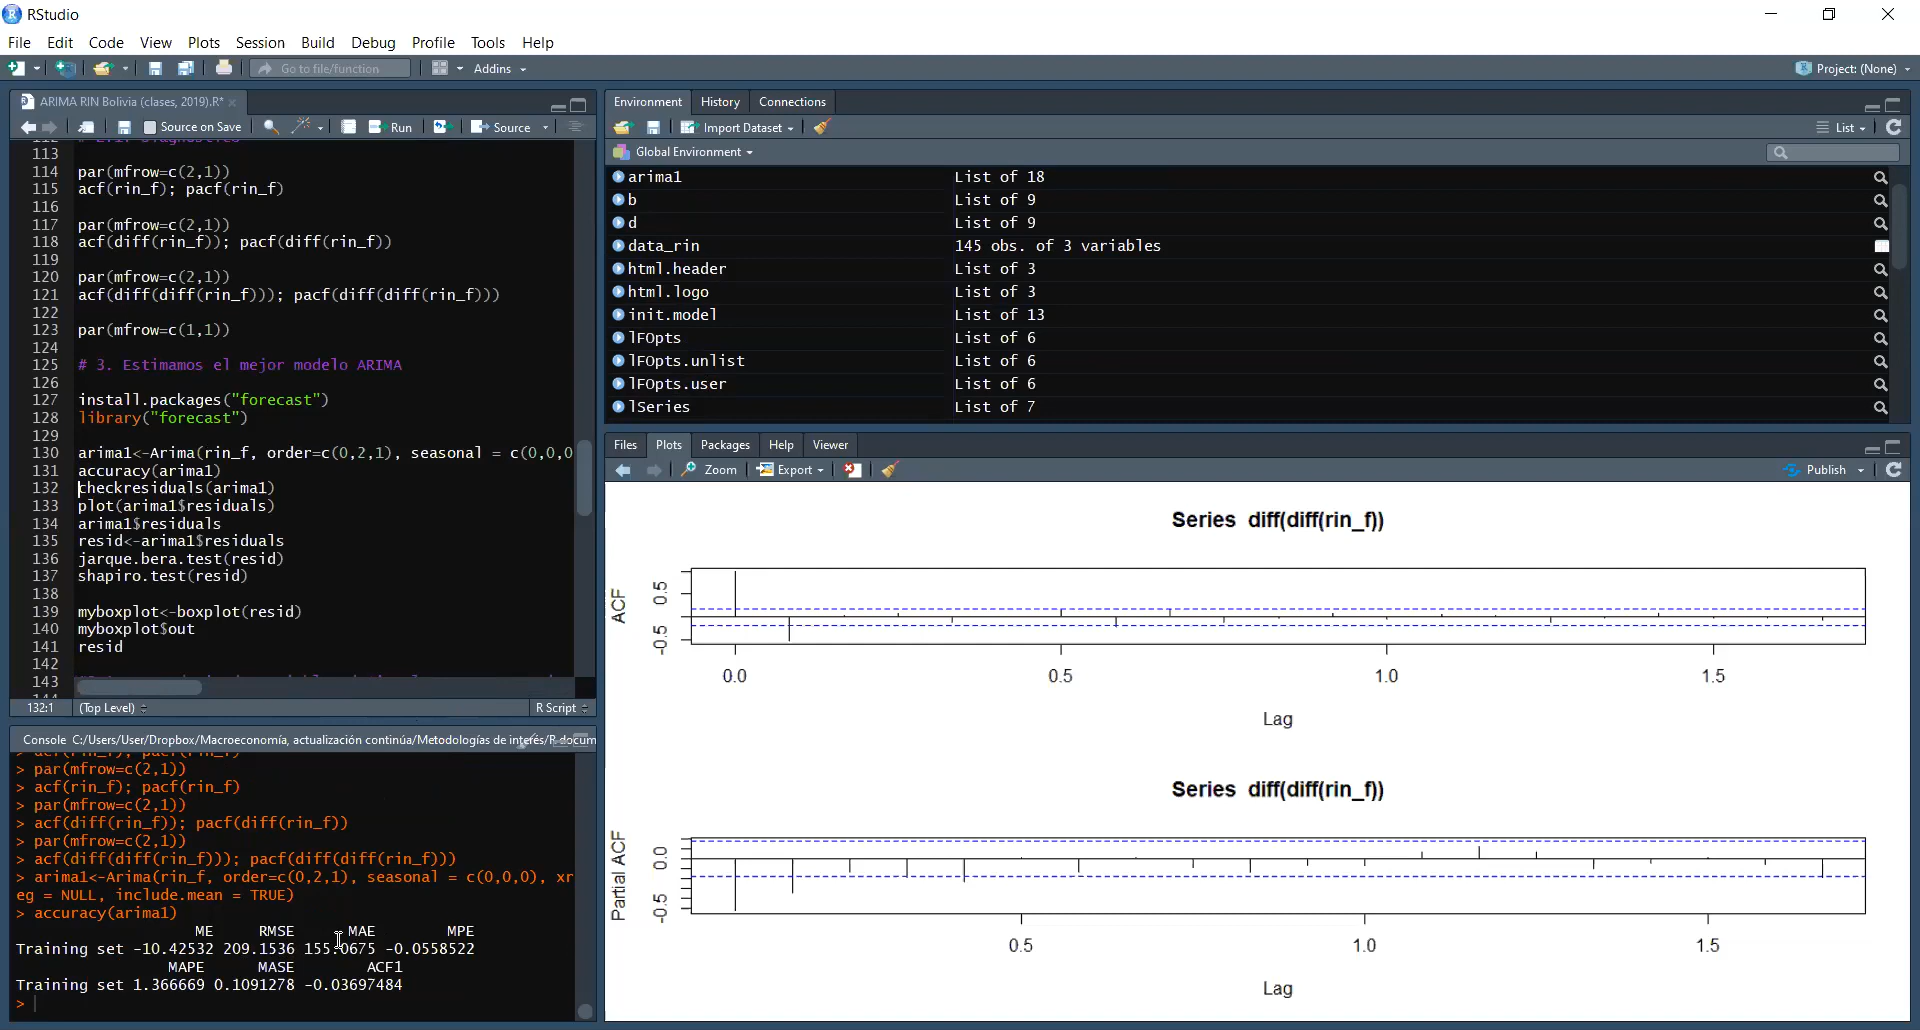 RStudio
File Edit Code View Plots Session Build Debug Profile Tools Help
Go to file/function Addins Project: (None)
ARIMA RIN Bolivia (clases, 2019).R*
Source on Save Run Source
113
114 par(mfrow=c(2,1))
115 acf(rin_f); pacf(rin_f)
116
117 par(mfrow=c(2,1))
118 acf(diff(rin_f)); pacf(diff(rin_f))
119
120 par(mfrow=c(2,1))
121 acf(diff(diff(rin_f))); pacf(diff(diff(rin_f)))
122
123 par(mfrow=c(1,1))
124
125 # 3. Estimamos el mejor modelo ARIMA
126
127 install.packages("forecast")
128 library("forecast")
129
130 arima1<-Arima(rin_f, order=c(0,2,1), seasonal = c(0,0,0
131 accuracy(arima1)
132 checkresiduals(arima1)
133 plot(arima1$residuals)
134 arima1$residuals
135 resid<-arima1$residuals
136 jarque.bera.test(resid)
137 shapiro.test(resid)
138
139 myboxplot<-boxplot(resid)
140 myboxplot$out
141 resid
142
143
132:1 (Top Level) R Script
Console C:/Users/User/Dropbox/Macroeconomía, actualización continúa/Metodologías de interés/R docum
> acf(rin_f); pacf(rin_f)
> par(mfrow=c(2,1))
> acf(rin_f); pacf(rin_f)
> par(mfrow=c(2,1))
> acf(diff(rin_f)); pacf(diff(rin_f))
> par(mfrow=c(2,1))
> acf(diff(diff(rin_f))); pacf(diff(diff(rin_f)))
> arima1<-Arima(rin_f, order=c(0,2,1), seasonal = c(0,0,0), xr
eg = NULL, include.mean = TRUE)
> accuracy(arima1)
ME RMSE MAE MPE
Training set -10.42532 209.1536 155.0675 -0.0558522
MAPE MASE ACF1
Training set 1.366669 0.1091278 -0.03697484
>
Environment History Connections
Import Dataset List
Global Environment
arima1 List of 18
b List of 9
d List of 9
data_rin 145 obs. of 3 variables
html.header List of 3
html.logo List of 3
init.model List of 13
lFOpts List of 6
lFOpts.unlist List of 6
lFOpts.user List of 6
lSeries List of 7
Files Plots Packages Help Viewer
Zoom Export Publish
Series diff(diff(rin_f))
ACF
0.5
-0.5
0.0 0.5 1.0 1.5
Lag
Series diff(diff(rin_f))
Partial ACF
0.0
-0.5
0.5 1.0 1.5
Lag